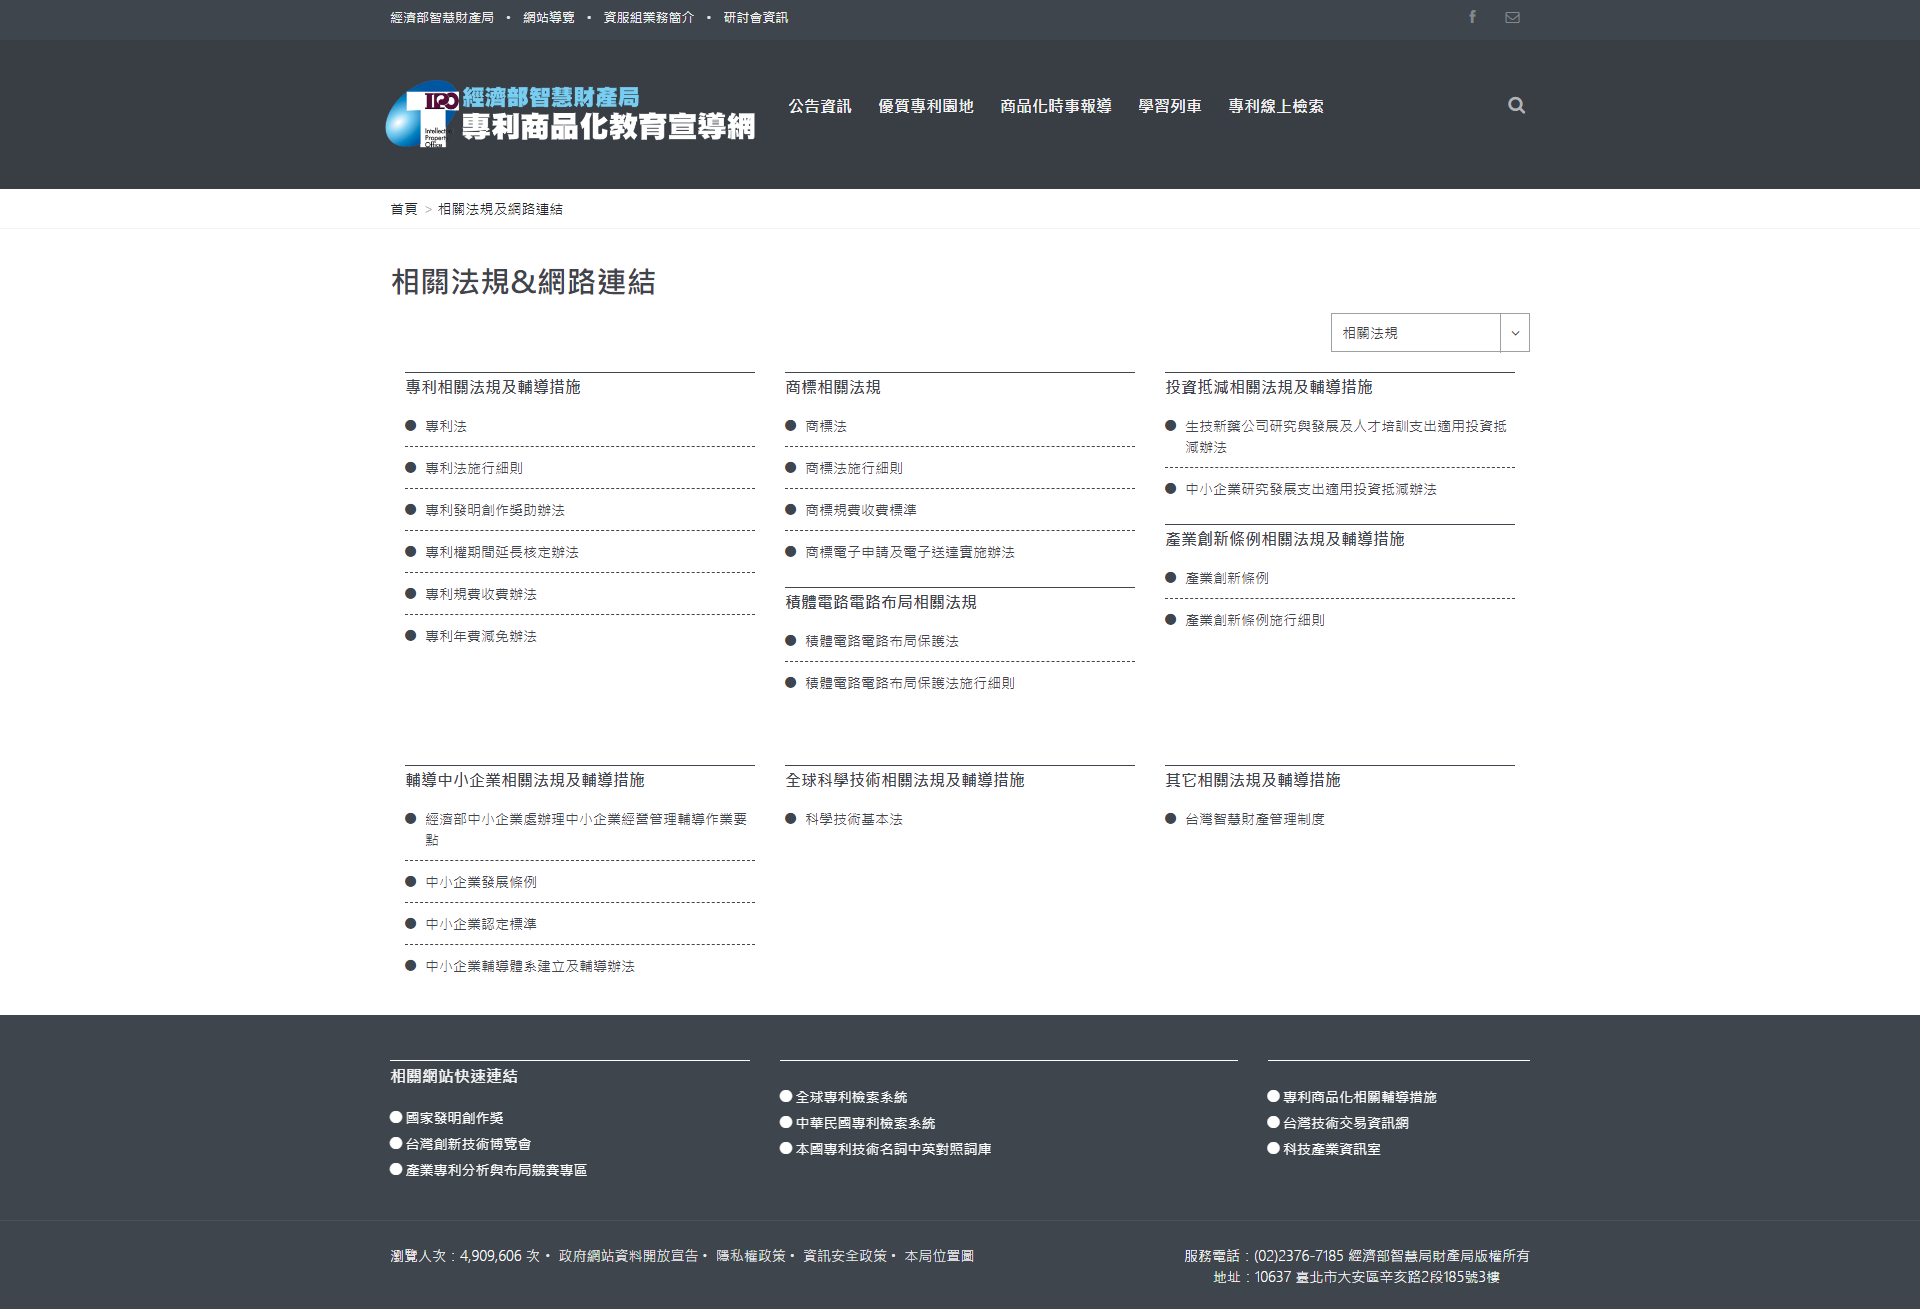 經濟部智慧財產局 • 網站導覽 • 資服組業務簡介 • 研討會資訊
IPO
Intellectual
Property
Office
經濟部智慧財產局
專利商品化教育宣導網
公告資訊 優質專利園地 商品化時事報導 學習列車 專利線上檢索
首頁 > 相關法規及網路連結
相關法規&網路連結
相關法規
專利相關法規及輔導措施
專利法
專利法施行細則
專利發明創作獎助辦法
專利權期間延長核定辦法
專利規費收費辦法
專利年費減免辦法
商標相關法規
商標法
商標法施行細則
商標規費收費標準
商標電子申請及電子送達實施辦法
積體電路電路布局相關法規
積體電路電路布局保護法
積體電路電路布局保護法施行細則
投資抵減相關法規及輔導措施
生技新藥公司研究與發展及人才培訓支出適用投資抵
減辦法
中小企業研究發展支出適用投資抵減辦法
產業創新條例相關法規及輔導措施
產業創新條例
產業創新條例施行細則
輔導中小企業相關法規及輔導措施
經濟部中小企業處辦理中小企業經營管理輔導作業要
點
中小企業發展條例
中小企業認定標準
中小企業輔導體系建立及輔導辦法
全球科學技術相關法規及輔導措施
科學技術基本法
其它相關法規及輔導措施
台灣智慧財產管理制度
相關網站快速連結
國家發明創作獎
台灣創新技術博覽會
產業專利分析與布局競賽專區
全球專利檢索系統
中華民國專利檢索系統
本國專利技術名詞中英對照詞庫
專利商品化相關輔導措施
台灣技術交易資訊網
科技產業資訊室
瀏覽人次 : 4,909,606 次 • 政府網站資料開放宣告 • 隱私權政策 • 資訊安全政策 • 本局位置圖
服務電話 : (02)2376-7185 經濟部智慧局財產局版權所有
地址 : 10637 臺北市大安區辛亥路2段185號3樓